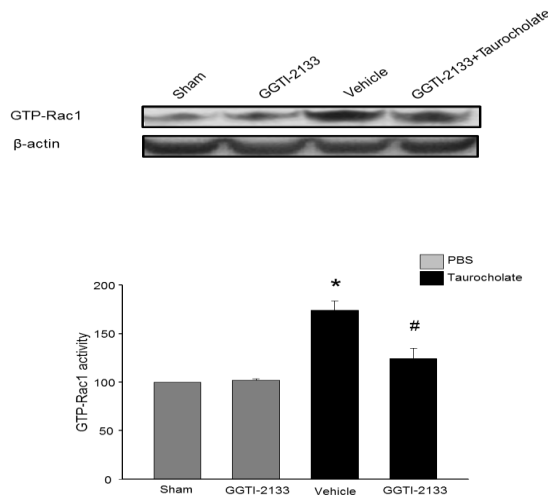 Sham GGTI-2133 Vehicle GGTI-2133+Taurocholate
GTP-Rac1
β-actin
PBS
Taurocholate
GTP-Rac1 activity
200
150
100
50
0
*
#
Sham GGTI-2133 Vehicle GGTI-2133